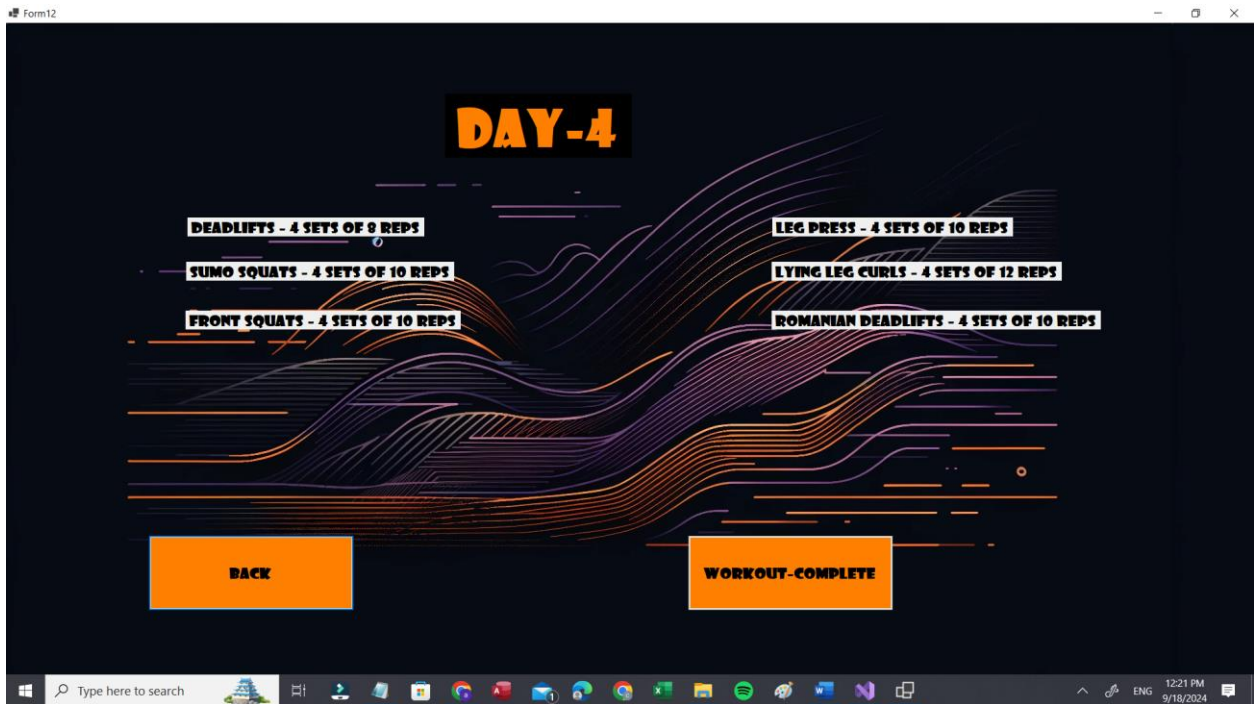 Form12
DAY-4
DEADLIFTS - 4 SETS OF 8 REPS
SUMO SQUATS - 4 SETS OF 10 REPS
FRONT SQUATS - 4 SETS OF 10 REPS
LEG PRESS - 4 SETS OF 10 REPS
LYING LEG CURLS - 4 SETS OF 12 REPS
ROMANIAN DEADLIFTS - 4 SETS OF 10 REPS
BACK
WORKOUT-COMPLETE
Type here to search
1
ENG
12:21 PM
9/18/2024